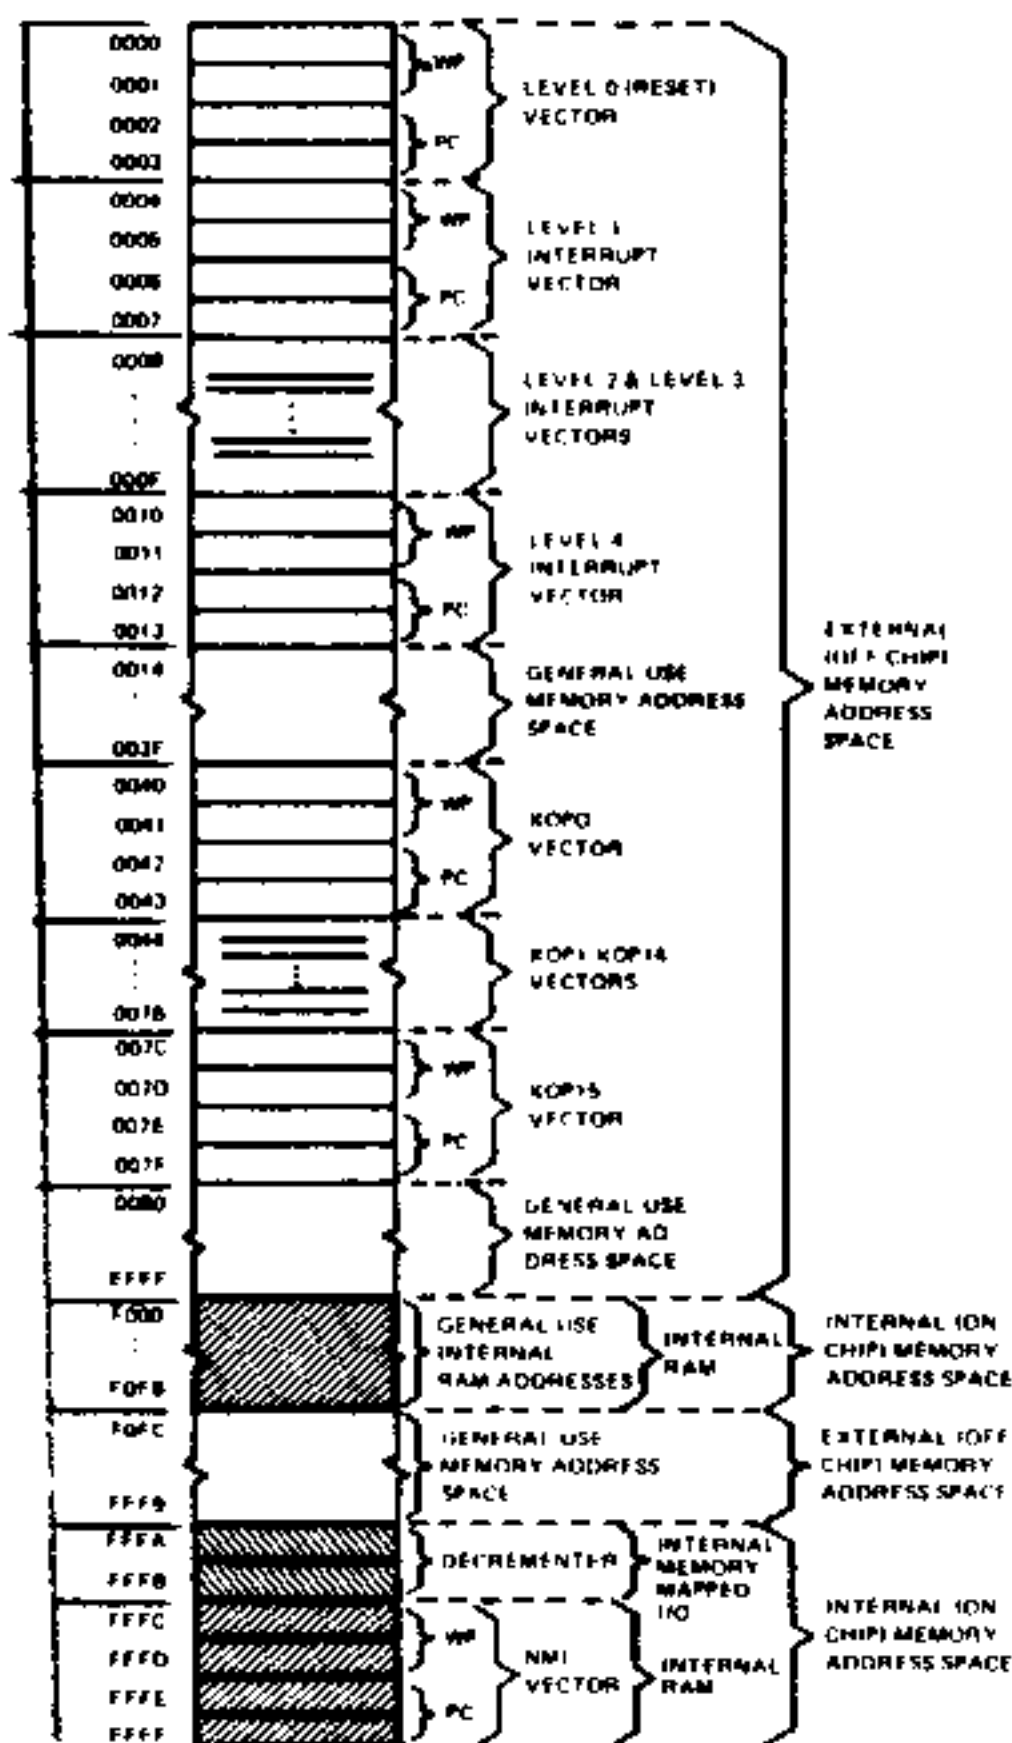 0000
WP
0001
LEVEL 0 (RESET)
VECTOR
0002
PC
0003
0004
WP
0005
LEVEL 1
INTERRUPT
VECTOR
0006
PC
0007
0008
LEVEL 2 & LEVEL 3
INTERRUPT
VECTORS
000F
0010
WP
0011
LEVEL 4
INTERRUPT
VECTOR
0012
PC
0013
0014
GENERAL USE
MEMORY ADDRESS
SPACE
003F
EXTERNAL
(OFF CHIP)
MEMORY
ADDRESS
SPACE
0040
WP
0041
VECTOR
0042
PC
0043
0044
VECTORS
007B
007C
WP
007D
VECTOR
007E
PC
007F
0080
GENERAL USE
MEMORY AD
DRESS SPACE
EFFF
F000
GENERAL USE
INTERNAL
RAM ADDRESSES
INTERNAL
RAM
INTERNAL (ON
CHIP) MEMORY
ADDRESS SPACE
F0FB
F0FC
GENERAL USE
MEMORY ADDRESS
SPACE
EXTERNAL (OFF
CHIP) MEMORY
ADDRESS SPACE
FFF9
FFFA
DECREMENTER
INTERNAL
MEMORY
MAPPED
I/O
FFFB
FFFC
WP
FFFD
NMI
VECTOR
INTERNAL
RAM
INTERNAL (ON
CHIP) MEMORY
ADDRESS SPACE
FFFE
PC
FFFF